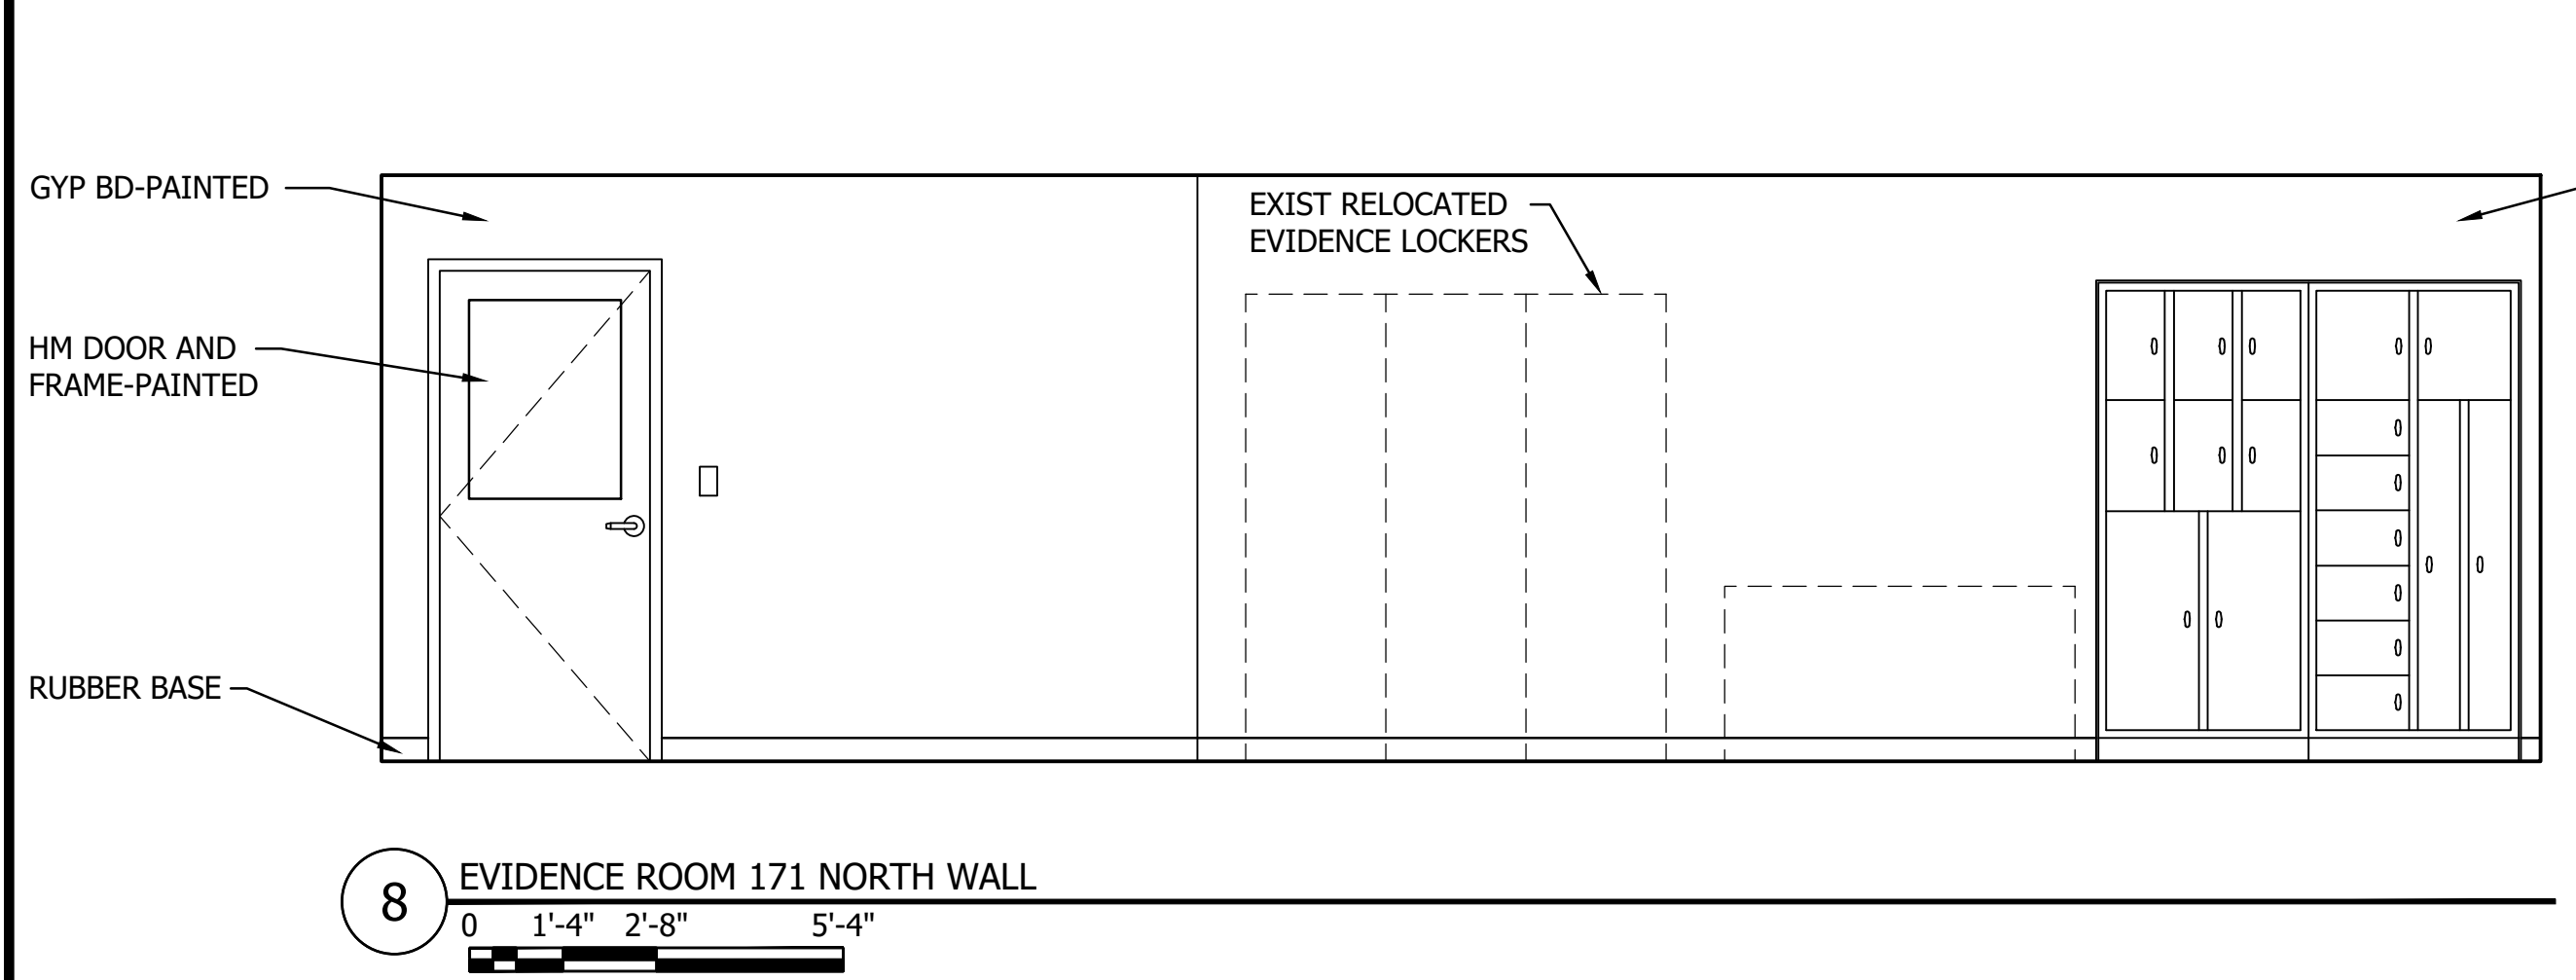 GYP BD-PAINTED
EXIST RELOCATED
EVIDENCE LOCKERS
HM DOOR AND
FRAME-PAINTED
RUBBER BASE
8
EVIDENCE ROOM 171 NORTH WALL
0 1'-4" 2'-8" 5'-4"